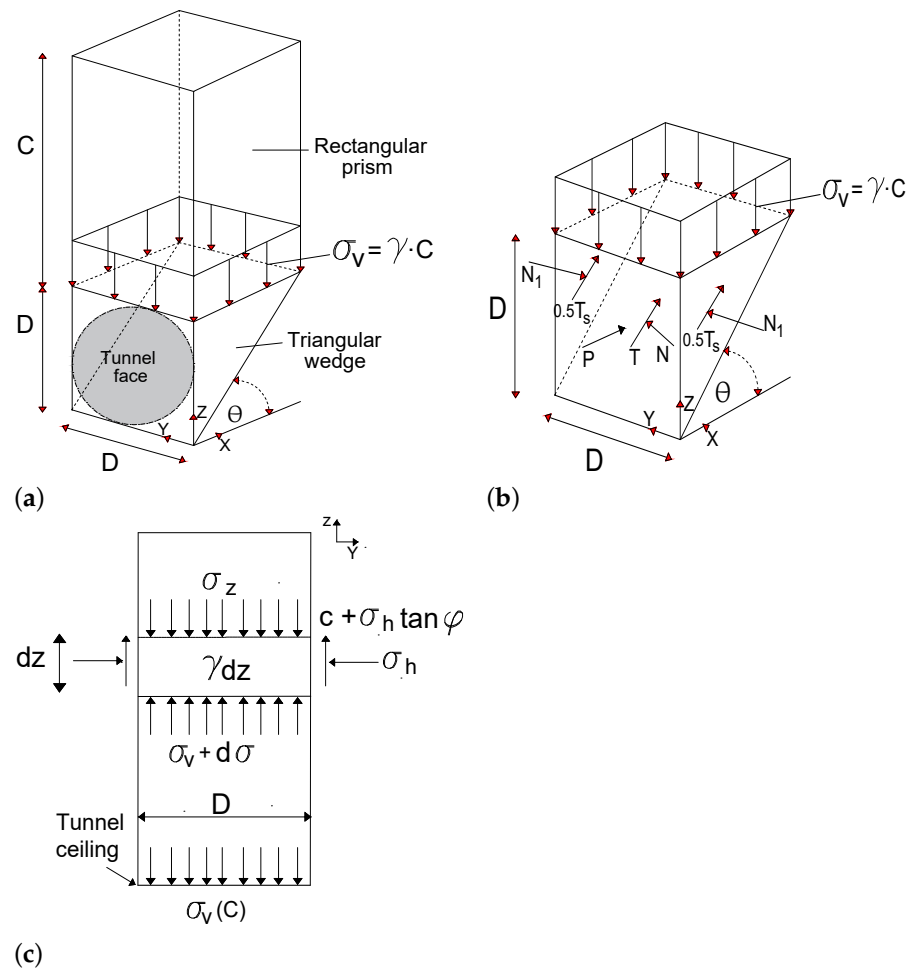 C
Rectangular
prism
σv = γ·C
D
Tunnel
face
Triangular
wedge
Z
θ
Y
X
D
(a)
σv = γ·C
N1
0.5Ts
D
P
T
N
0.5Ts
N1
Z
θ
Y
X
D
(b)
z
Y
σz
c + σh tan φ
dz
γdz
σh
σv + dσ
D
Tunnel
ceiling
σv(C)
(c)